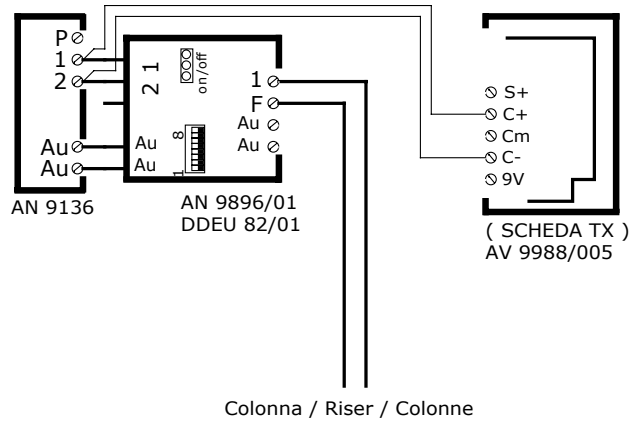 P
1
2
Au
Au
AN 9136
2 1
on/off
Au
Au
1 8
1
F
Au
Au
AN 9896/01
DDEU 82/01
S+
C+
Cm
C-
9V
( SCHEDA TX )
AV 9988/005
Colonna / Riser / Colonne